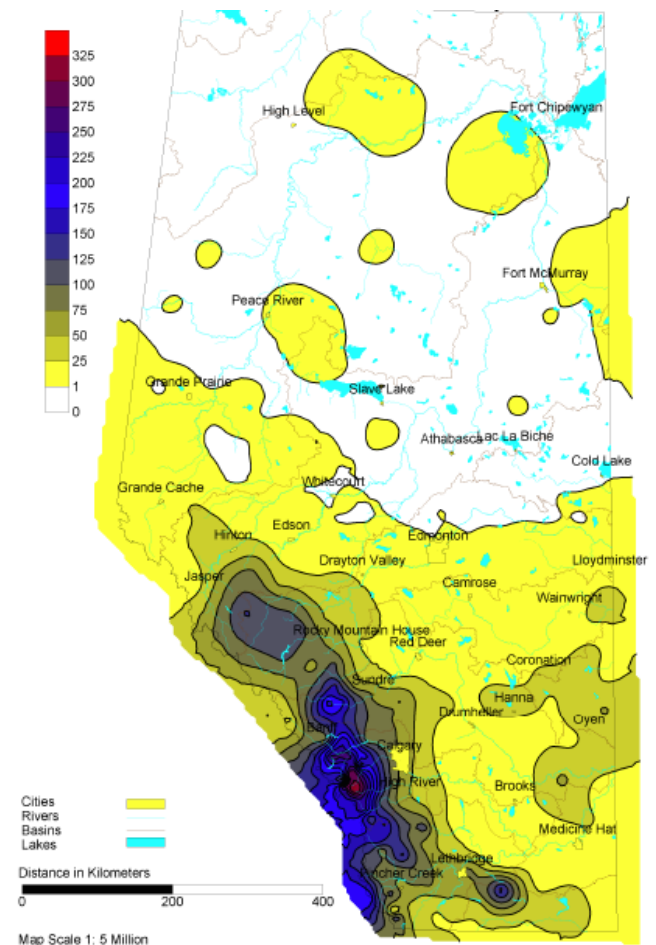 325
300
275
250
225
200
175
150
125
100
75
50
25
1
0
High Level
Fort Chipewyan
Fort McMurray
Peace River
Grande Prairie
Slave Lake
Athabasca
Lac La Biche
Cold Lake
Whitecourt
Grande Cache
Edson
Hinton
Edmonton
Drayton Valley
Lloydminster
Jasper
Camrose
Wainwright
Rocky Mountain House
Red Deer
Coronation
Sundre
Hanna
Drumheller
Oyen
Banff
Calgary
High River
Brooks
Medicine Hat
Lethbridge
Pincher Creek
Cities
Rivers
Basins
Lakes
Distance in Kilometers
0 200 400
Map Scale 1: 5 Million